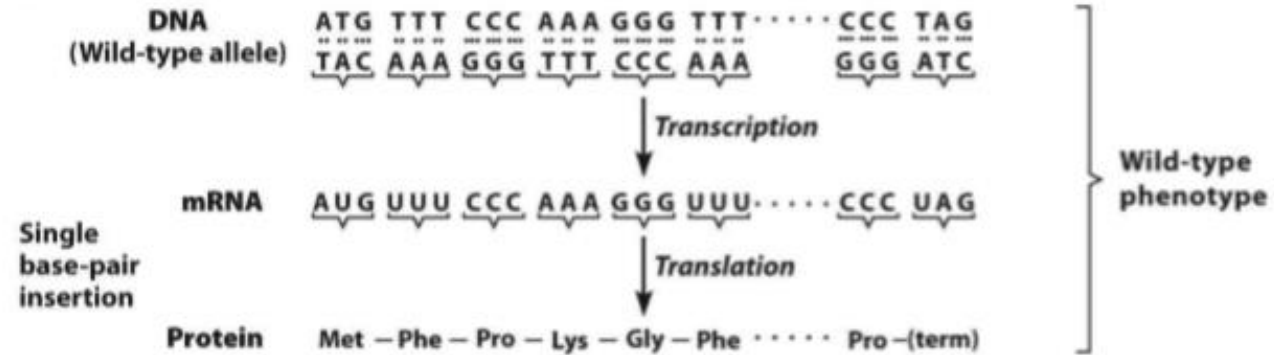 DNA
(Wild-type allele)
ATG TTT CCC AAA GGG TTT · · · · · CCC TAG
TAC AAA GGG TTT CCC AAA GGG ATC
Transcription
Wild-type
phenotype
mRNA
AUG UUU CCC AAA GGG UUU · · · · · CCC UAG
Single
base-pair
insertion
Translation
Protein
Met – Phe – Pro – Lys – Gly – Phe · · · · · Pro –(term)